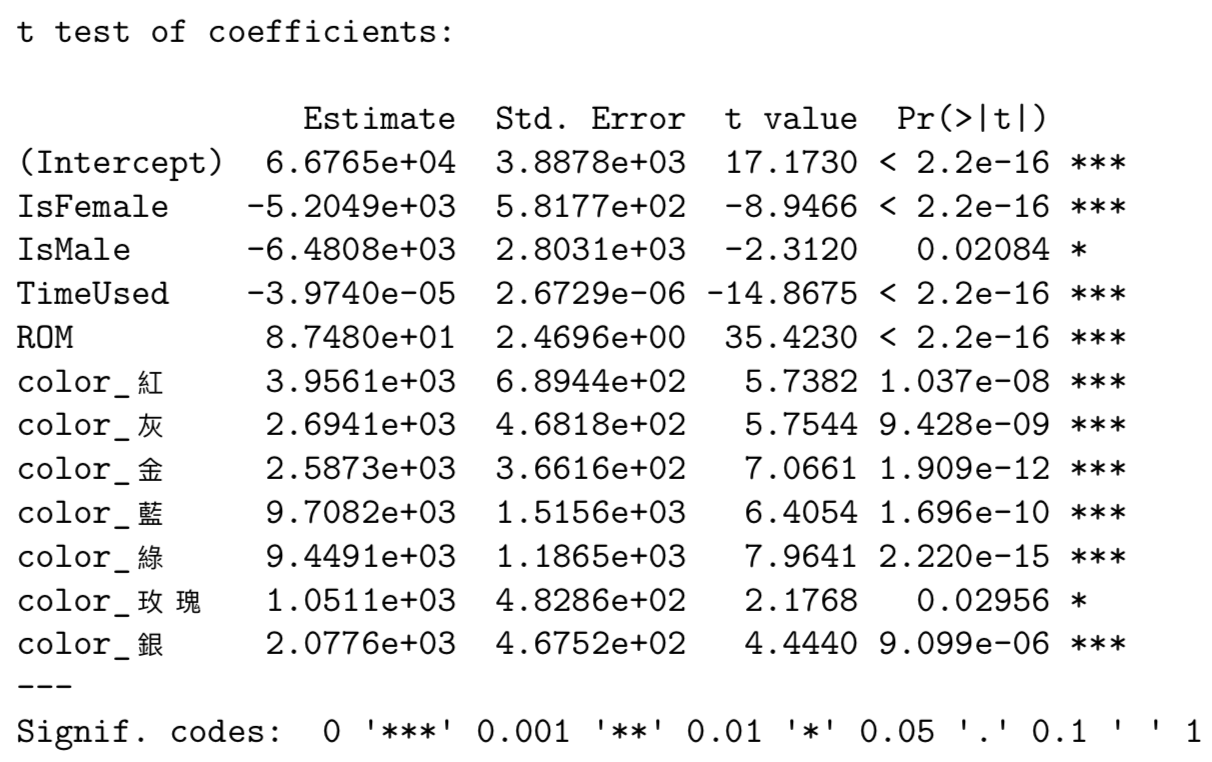 t test of coefficients:
Estimate Std. Error t value Pr(>|t|)
(Intercept) 6.6765e+04 3.8878e+03 17.1730 < 2.2e-16 ***
IsFemale -5.2049e+03 5.8177e+02 -8.9466 < 2.2e-16 ***
IsMale -6.4808e+03 2.8031e+03 -2.3120 0.02084 *
TimeUsed -3.9740e-05 2.6729e-06 -14.8675 < 2.2e-16 ***
ROM 8.7480e+01 2.4696e+00 35.4230 < 2.2e-16 ***
color_紅 3.9561e+03 6.8944e+02 5.7382 1.037e-08 ***
color_灰 2.6941e+03 4.6818e+02 5.7544 9.428e-09 ***
color_金 2.5873e+03 3.6616e+02 7.0661 1.909e-12 ***
color_藍 9.7082e+03 1.5156e+03 6.4054 1.696e-10 ***
color_綠 9.4491e+03 1.1865e+03 7.9641 2.220e-15 ***
color_玫瑰 1.0511e+03 4.8286e+02 2.1768 0.02956 *
color_銀 2.0776e+03 4.6752e+02 4.4440 9.099e-06 ***
---
Signif. codes: 0 '***' 0.001 '**' 0.01 '*' 0.05 '.' 0.1 ' ' 1